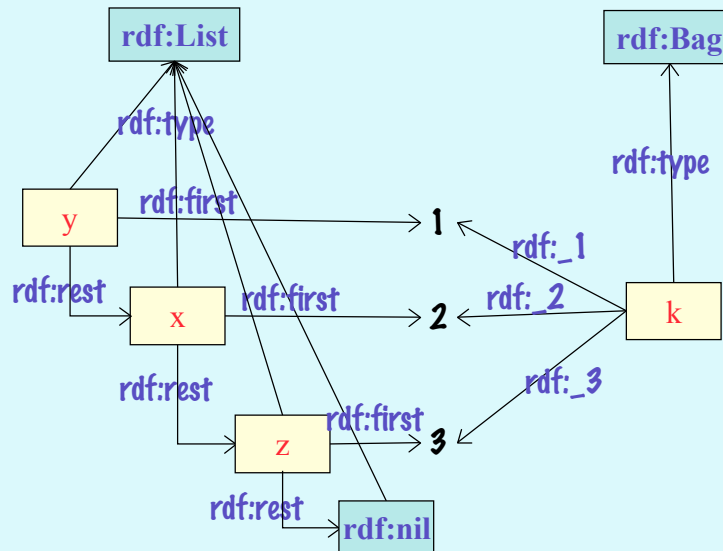 rdf:List
rdf:Bag
rdf:type
rdf:type
y
rdf:first
1
rdf:_1
rdf:rest
x
rdf:first
2
rdf:_2
k
rdf:rest
rdf:_3
z
rdf:first
3
rdf:rest
rdf:nil